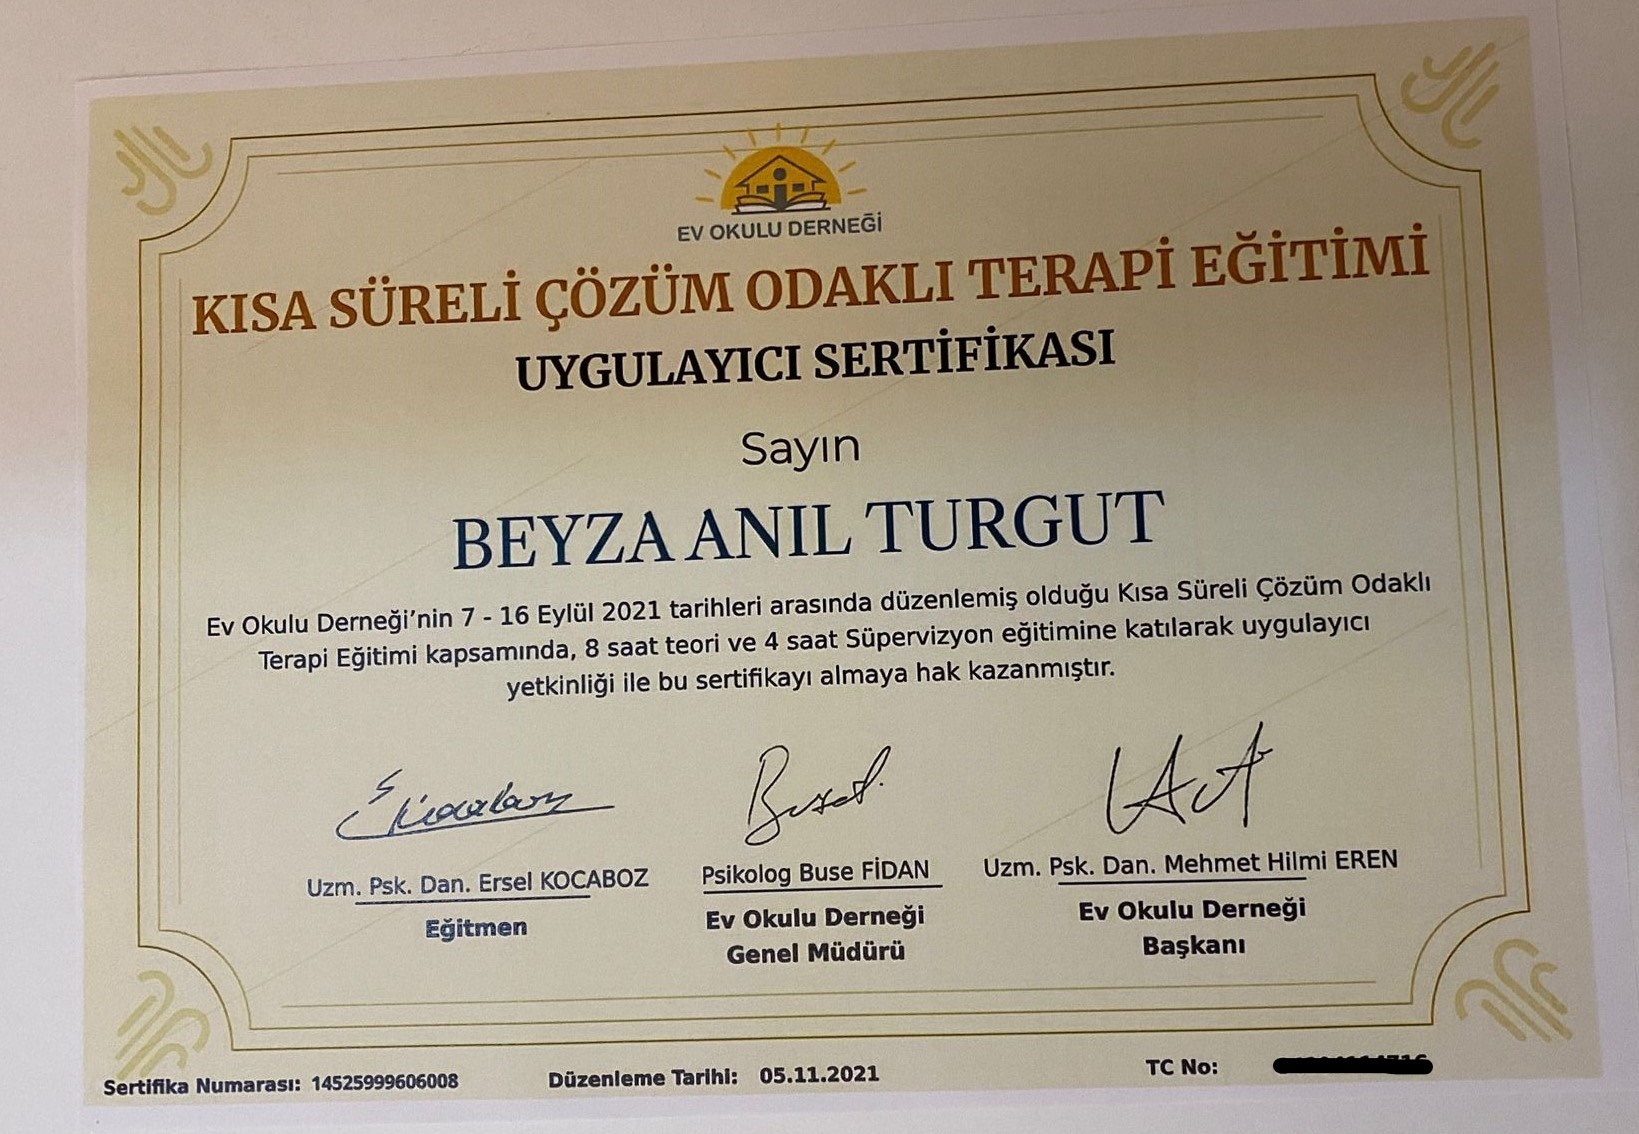 EV OKULU DERNEĞİ
KISA SÜRELİ ÇÖZÜM ODAKLI TERAPİ EĞİTİMİ
UYGULAYICI SERTİFİKASI
Sayın
BEYZA ANIL TURGUT
Ev Okulu Derneği’nin 7 - 16 Eylül 2021 tarihleri arasında düzenlemiş olduğu Kısa Süreli Çözüm Odaklı
Terapi Eğitimi kapsamında, 8 saat teori ve 4 saat Süpervizyon eğitimine katılarak uygulayıcı
yetkinliği ile bu sertifikayı almaya hak kazanmıştır.
Uzm. Psk. Dan. Ersel KOCABOZ
Eğitmen
Psikolog Buse FİDAN
Ev Okulu Derneği
Genel Müdürü
Uzm. Psk. Dan. Mehmet Hilmi EREN
Ev Okulu Derneği
Başkanı
Sertifika Numarası: 14525999606008
Düzenleme Tarihi: 05.11.2021
TC No: